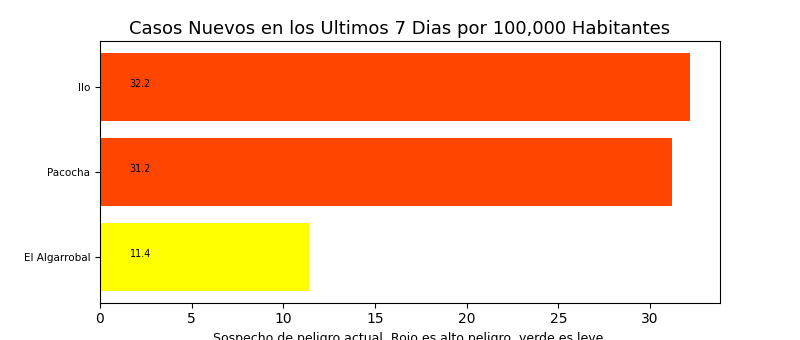 Casos Nuevos en los Ultimos 7 Dias por 100,000 Habitantes
Ilo
32.2
Pacocha
31.2
El Algarrobal
11.4
0 5 10 15 20 25 30
Sospecho de peligro actual. Rojo es alto peligro, verde es leve